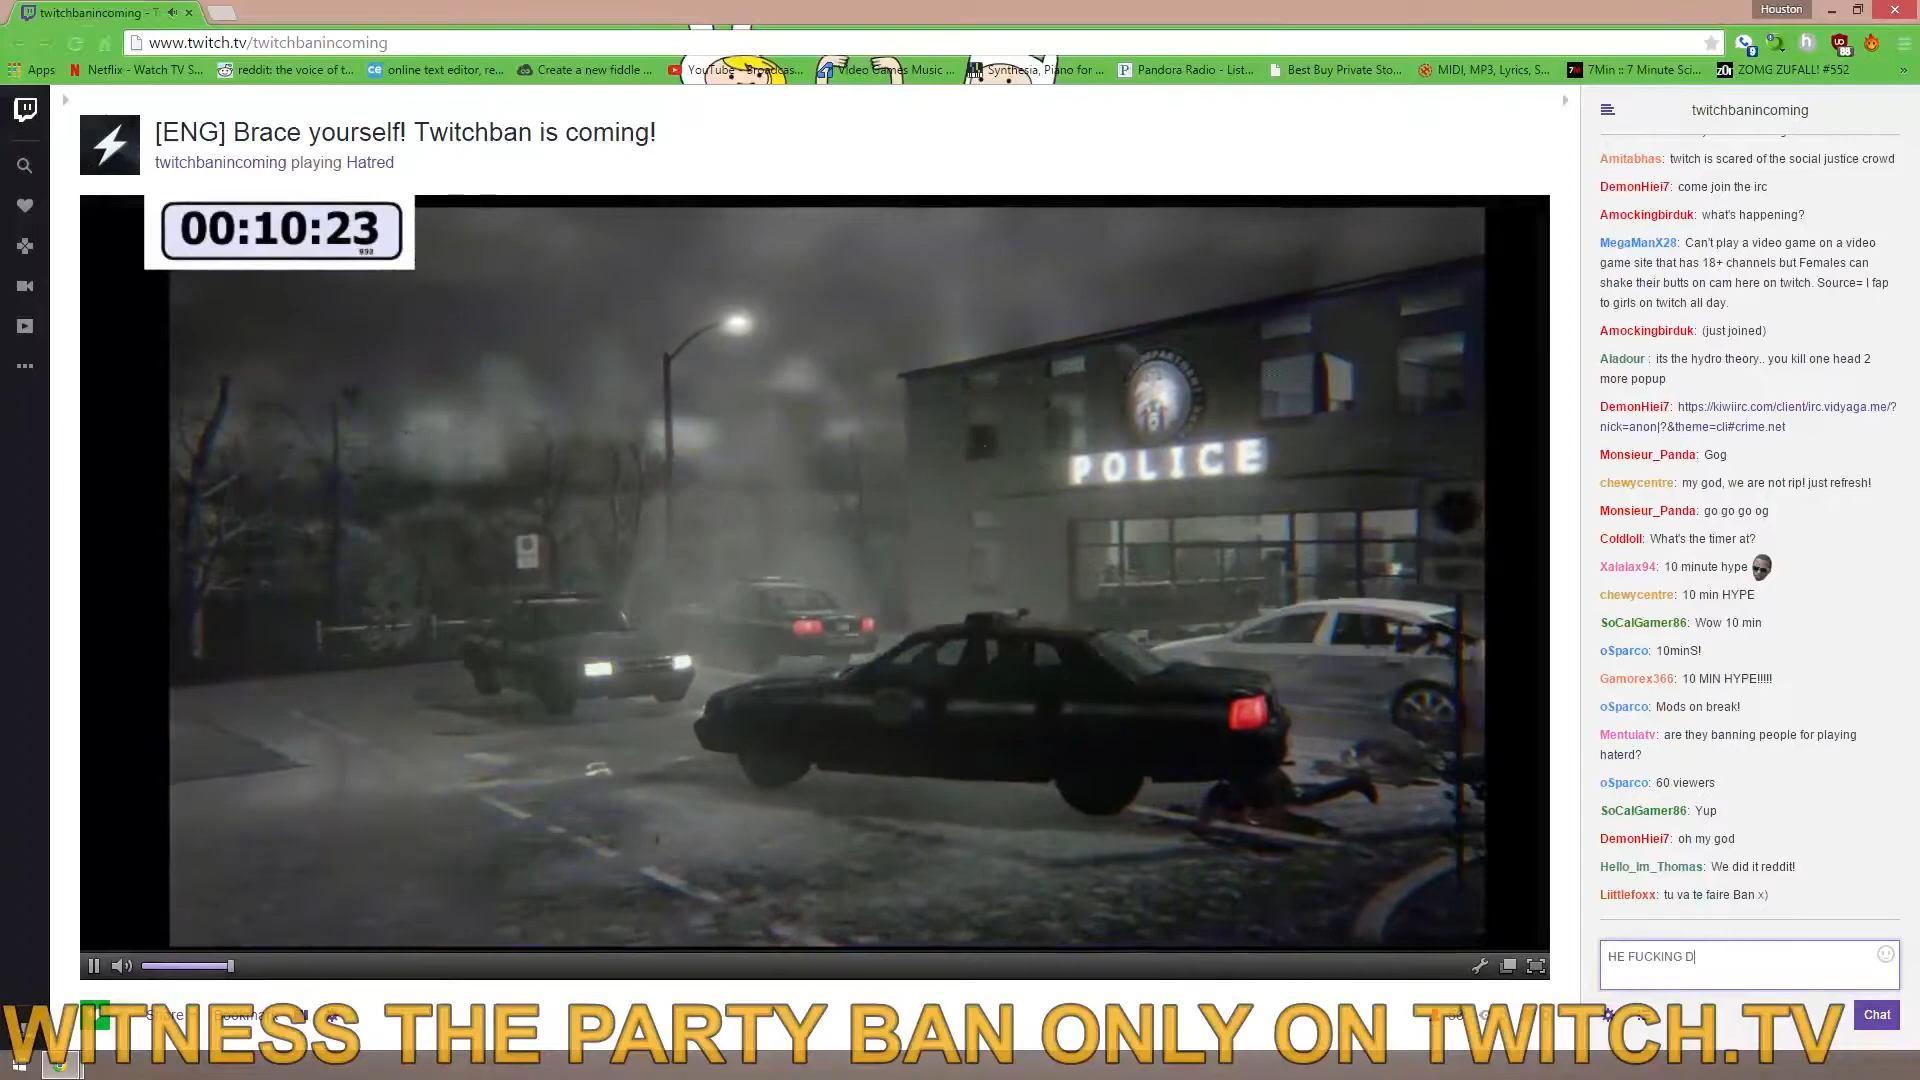 twitchbanincoming - T
Houston
www.twitch.tv/twitchbanincoming
Apps
Netflix - Watch TV S...
reddit: the voice of t...
online text editor, re...
Create a new fiddle ...
YouTube - Broadcas...
Video Games Music ...
Synthesia, Piano for ...
Pandora Radio - List...
Best Buy Private Sto...
MIDI, MP3, Lyrics, S...
7Min :: 7 Minute Sci...
ZOMG ZUFALL! #552
»
[ENG] Brace yourself! Twitchban is coming!
twitchbanincoming playing Hatred
00:10:23
POLICE
twitchbanincoming
Amitabhas: twitch is scared of the social justice crowd
DemonHiei7: come join the irc
Amockingbirduk: what's happening?
MegaManX28: Can't play a video game on a video
game site that has 18+ channels but Females can
shake their butts on cam here on twitch. Source= I fap
to girls on twitch all day.
Amockingbirduk: (just joined)
Aladour : its the hydro theory.. you kill one head 2
more popup
DemonHiei7: https://kiwiirc.com/client/irc.vidyaga.me/?
nick=anon|?&theme=cli#crime.net
Monsieur_Panda: Gog
chewycentre: my god, we are not rip! just refresh!
Monsieur_Panda: go go go og
Coldloll: What's the timer at?
Xalalax94: 10 minute hype
chewycentre: 10 min HYPE
SoCalGamer86: Wow 10 min
oSparco: 10minS!
Gamorex366: 10 MIN HYPE!!!!!
oSparco: Mods on break!
Mentulatv: are they banning people for playing
haterd?
oSparco: 60 viewers
SoCalGamer86: Yup
DemonHiei7: oh my god
Hello_Im_Thomas: We did it reddit!
Liittlefoxx: tu va te faire Ban x)
HE FUCKING D
Chat
Share
Bookmark
WITNESS THE PARTY BAN ONLY ON TWITCH.TV